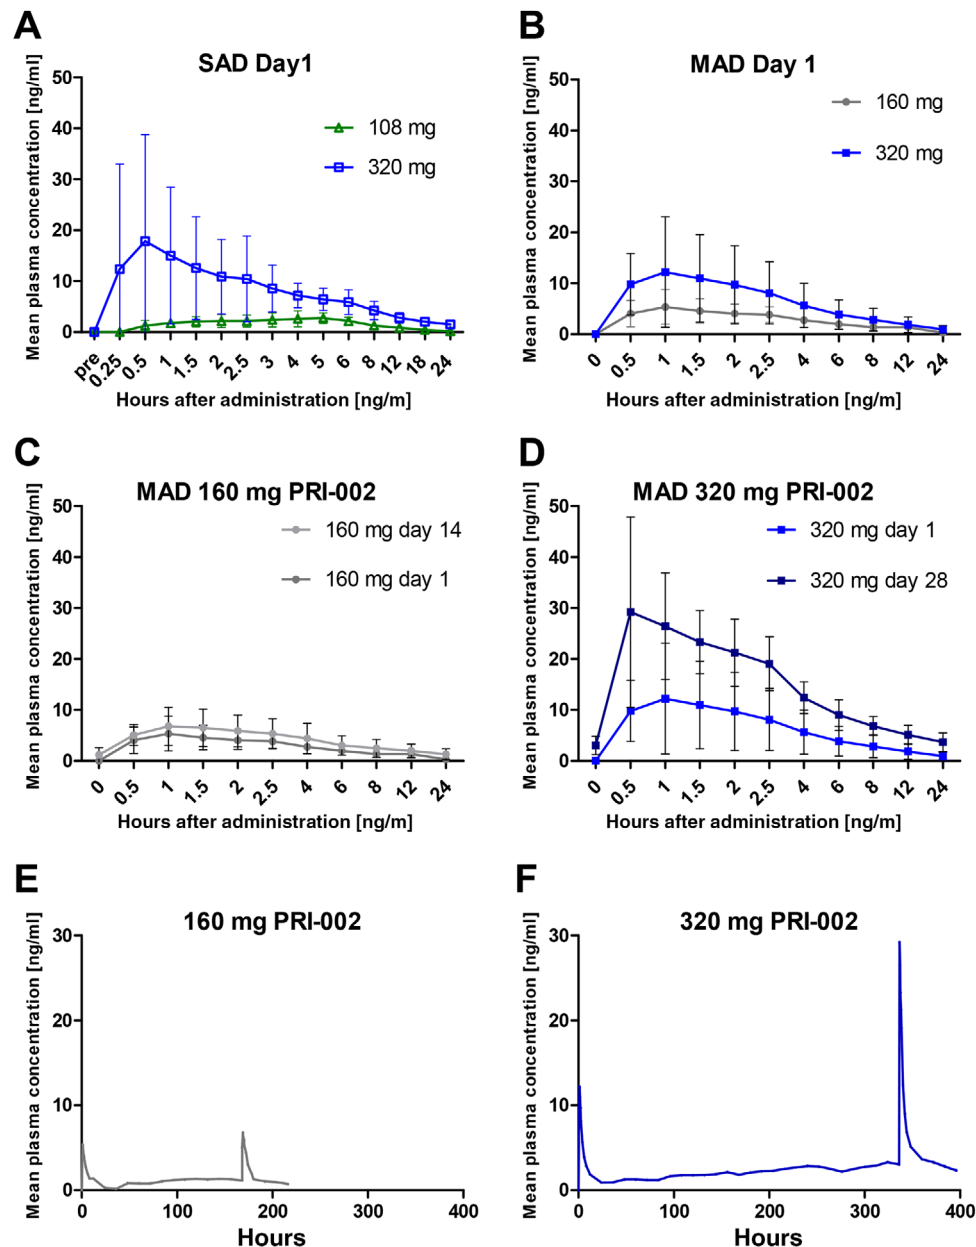 A
SAD Day1
Mean plasma concentration [ng/ml]
50
40
30
20
10
0
108 mg
320 mg
pre 0.25 0.5 1 1.5 2 2.5 3 4 5 6 8 12 18 24
Hours after administration [ng/m]
B
MAD Day 1
Mean plasma concentration [ng/ml]
50
40
30
20
10
0
160 mg
320 mg
0 0.5 1 1.5 2 2.5 4 6 8 12 24
Hours after administration [ng/m]
C
MAD 160 mg PRI-002
Mean plasma concentration [ng/ml]
50
40
30
20
10
0
160 mg day 14
160 mg day 1
0 0.5 1 1.5 2 2.5 4 6 8 12 24
Hours after administration [ng/m]
D
MAD 320 mg PRI-002
Mean plasma concentration [ng/ml]
50
40
30
20
10
0
320 mg day 1
320 mg day 28
0 0.5 1 1.5 2 2.5 4 6 8 12 24
Hours after administration [ng/m]
E
160 mg PRI-002
Mean plasma concentration [ng/ml]
30
20
10
0
0 100 200 300 400
Hours
F
320 mg PRI-002
Mean plasma concentration [ng/ml]
30
20
10
0
0 100 200 300 400
Hours